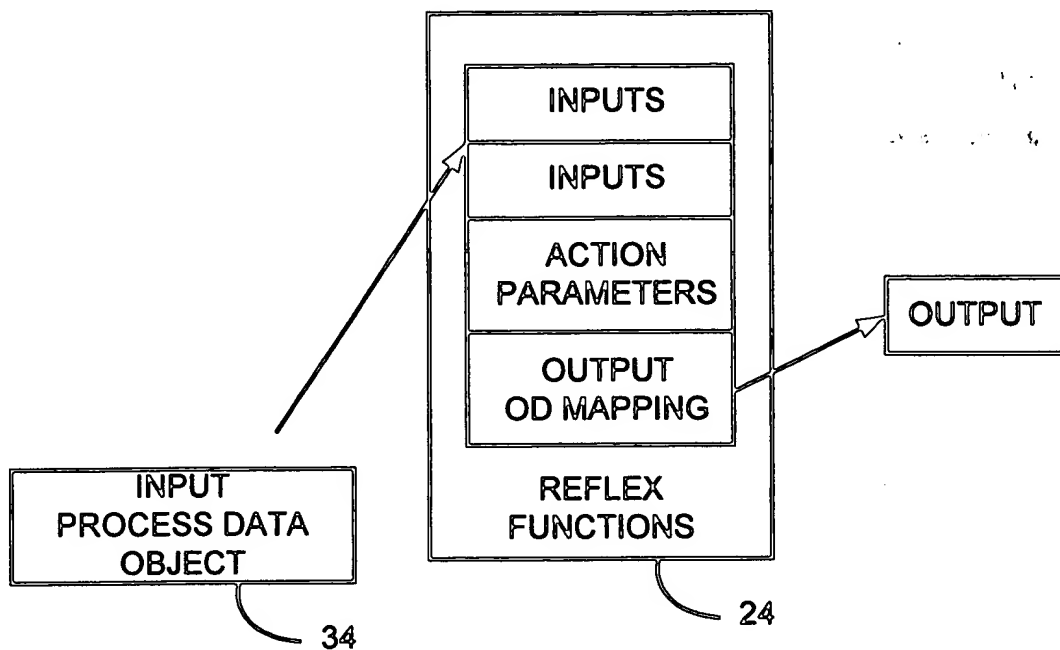 INPUTS
INPUTS
ACTION
PARAMETERS
OUTPUT
OD MAPPING
REFLEX
FUNCTIONS
24
OUTPUT
INPUT
PROCESS DATA
OBJECT
34